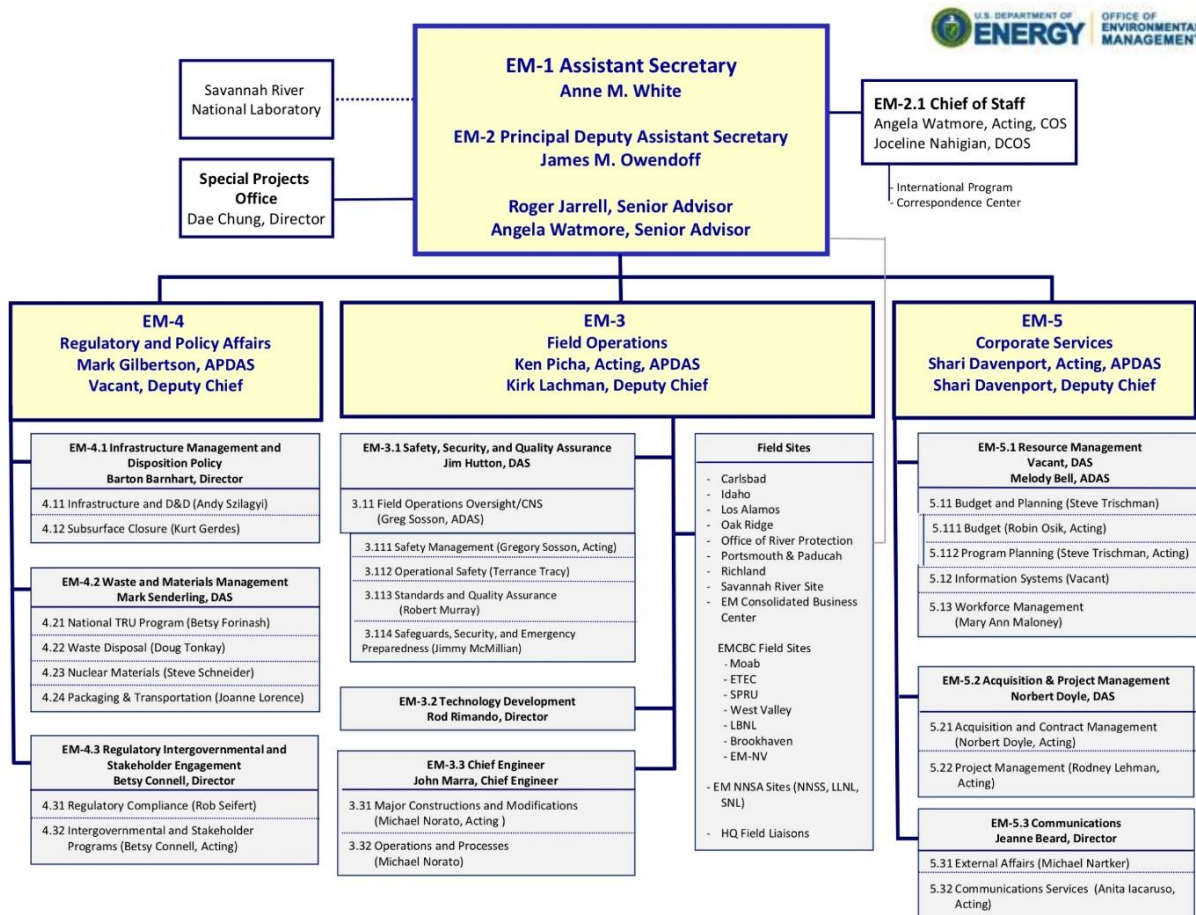 U.S. DEPARTMENT OF
ENERGY
OFFICE OF
ENVIRONMENTAL
MANAGEMENT
Savannah River
National Laboratory
Special Projects
Office
Dae Chung, Director
EM-1 Assistant Secretary
Anne M. White
EM-2 Principal Deputy Assistant Secretary
James M. Owendoff
Roger Jarrell, Senior Advisor
Angela Watmore, Senior Advisor
EM-2.1 Chief of Staff
Angela Watmore, Acting, COS
Joceline Nahigian, DCOS
- International Program
- Correspondence Center
EM-4
Regulatory and Policy Affairs
Mark Gilbertson, APDAS
Vacant, Deputy Chief
EM-4.1 Infrastructure Management and
Disposition Policy
Barton Barnhart, Director
4.11 Infrastructure and D&D (Andy Szilagyi)
4.12 Subsurface Closure (Kurt Gerdes)
EM-4.2 Waste and Materials Management
Mark Senderling, DAS
4.21 National TRU Program (Betsy Forinash)
4.22 Waste Disposal (Doug Tonkay)
4.23 Nuclear Materials (Steve Schneider)
4.24 Packaging & Transportation (Joanne Lorence)
EM-4.3 Regulatory Intergovernmental and
Stakeholder Engagement
Betsy Connell, Director
4.31 Regulatory Compliance (Rob Seifert)
4.32 Intergovernmental and Stakeholder
Programs (Betsy Connell, Acting)
EM-3
Field Operations
Ken Picha, Acting, APDAS
Kirk Lachman, Deputy Chief
EM-3.1 Safety, Security, and Quality Assurance
Jim Hutton, DAS
3.11 Field Operations Oversight/CNS
(Greg Sosson, ADAS)
3.111 Safety Management (Gregory Sosson, Acting)
3.112 Operational Safety (Terrance Tracy)
3.113 Standards and Quality Assurance
(Robert Murray)
3.114 Safeguards, Security, and Emergency
Preparedness (Jimmy McMillian)
EM-3.2 Technology Development
Rod Rimando, Director
EM-3.3 Chief Engineer
John Marra, Chief Engineer
3.31 Major Constructions and Modifications
(Michael Norato, Acting )
3.32 Operations and Processes
(Michael Norato)
Field Sites
- Carlsbad
- Idaho
- Los Alamos
- Oak Ridge
- Office of River Protection
- Portsmouth & Paducah
- Richland
- Savannah River Site
- EM Consolidated Business
Center
EMCBC Field Sites
- Moab
- ETEC
- SPRU
- West Valley
- LBNL
- Brookhaven
- EM-NV
- EM NNSA Sites (NNSS, LLNL,
SNL)
- HQ Field Liaisons
EM-5
Corporate Services
Shari Davenport, Acting, APDAS
Shari Davenport, Deputy Chief
EM-5.1 Resource Management
Vacant, DAS
Melody Bell, ADAS
5.11 Budget and Planning (Steve Trischman)
5.111 Budget (Robin Osik, Acting)
5.112 Program Planning (Steve Trischman, Acting)
5.12 Information Systems (Vacant)
5.13 Workforce Management
(Mary Ann Maloney)
EM-5.2 Acquisition & Project Management
Norbert Doyle, DAS
5.21 Acquisition and Contract Management
(Norbert Doyle, Acting)
5.22 Project Management (Rodney Lehman,
Acting)
EM-5.3 Communications
Jeanne Beard, Director
5.31 External Affairs (Michael Nartker)
5.32 Communications Services (Anita Iacaruso,
Acting)